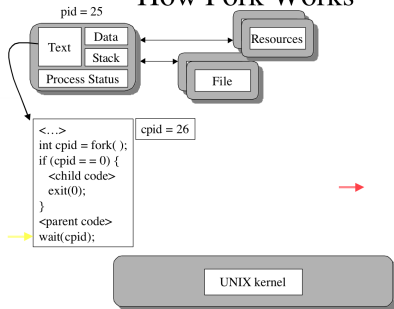 How Fork Works
pid = 25
Text
Data
Stack
Process Status
Resources
File
<…>
int cpid = fork( );
if (cpid = = 0) {
<child code>
exit(0);
}
<parent code>
wait(cpid);
cpid = 26
UNIX kernel